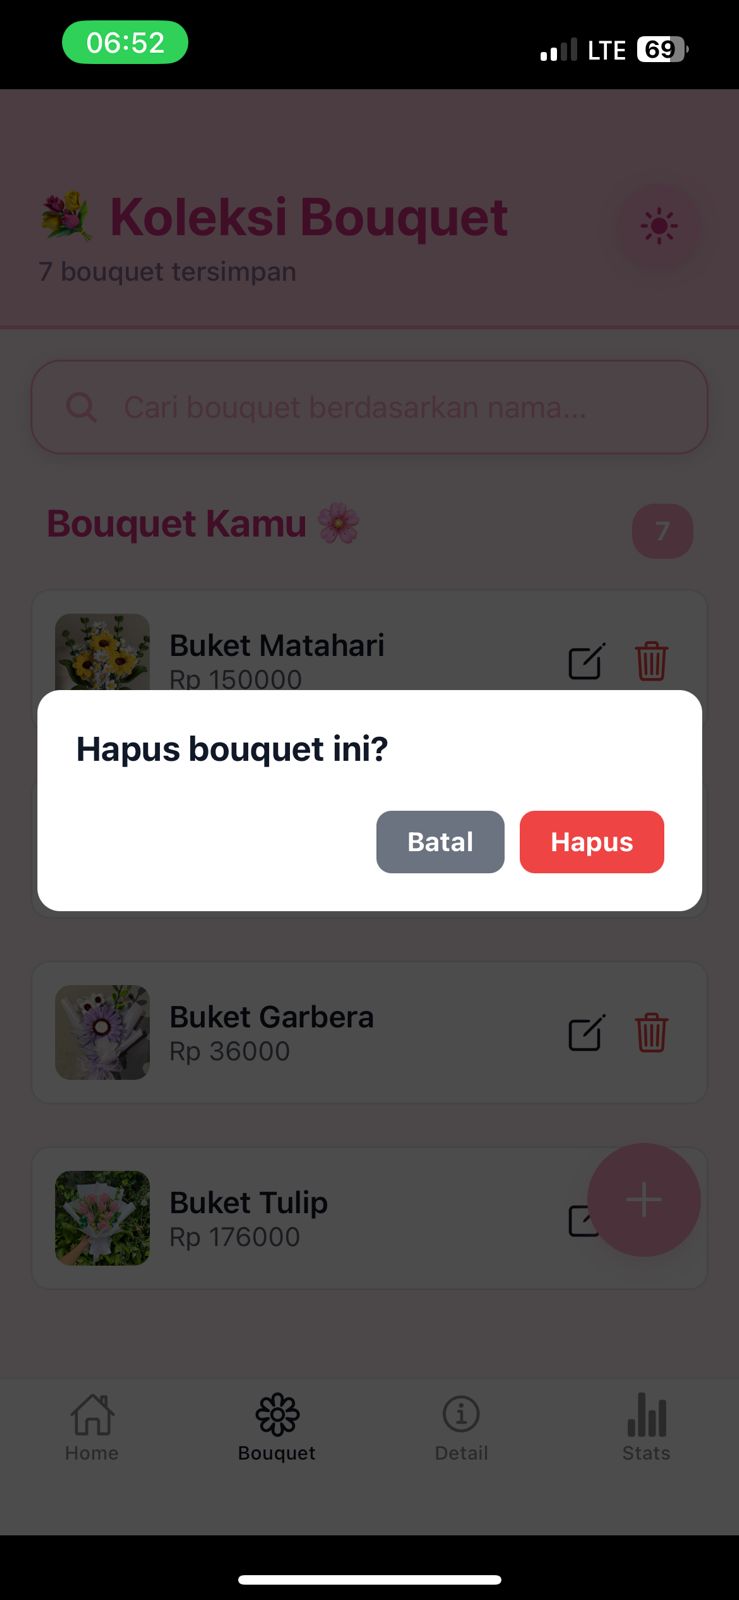 06:52
LTE 69
Koleksi Bouquet
7 bouquet tersimpan
Cari bouquet berdasarkan nama...
Bouquet Kamu
7
Buket Matahari
Rp 150000
Hapus bouquet ini?
Batal
Hapus
Buket Garbera
Rp 36000
Buket Tulip
Rp 176000
Home
Bouquet
Detail
Stats